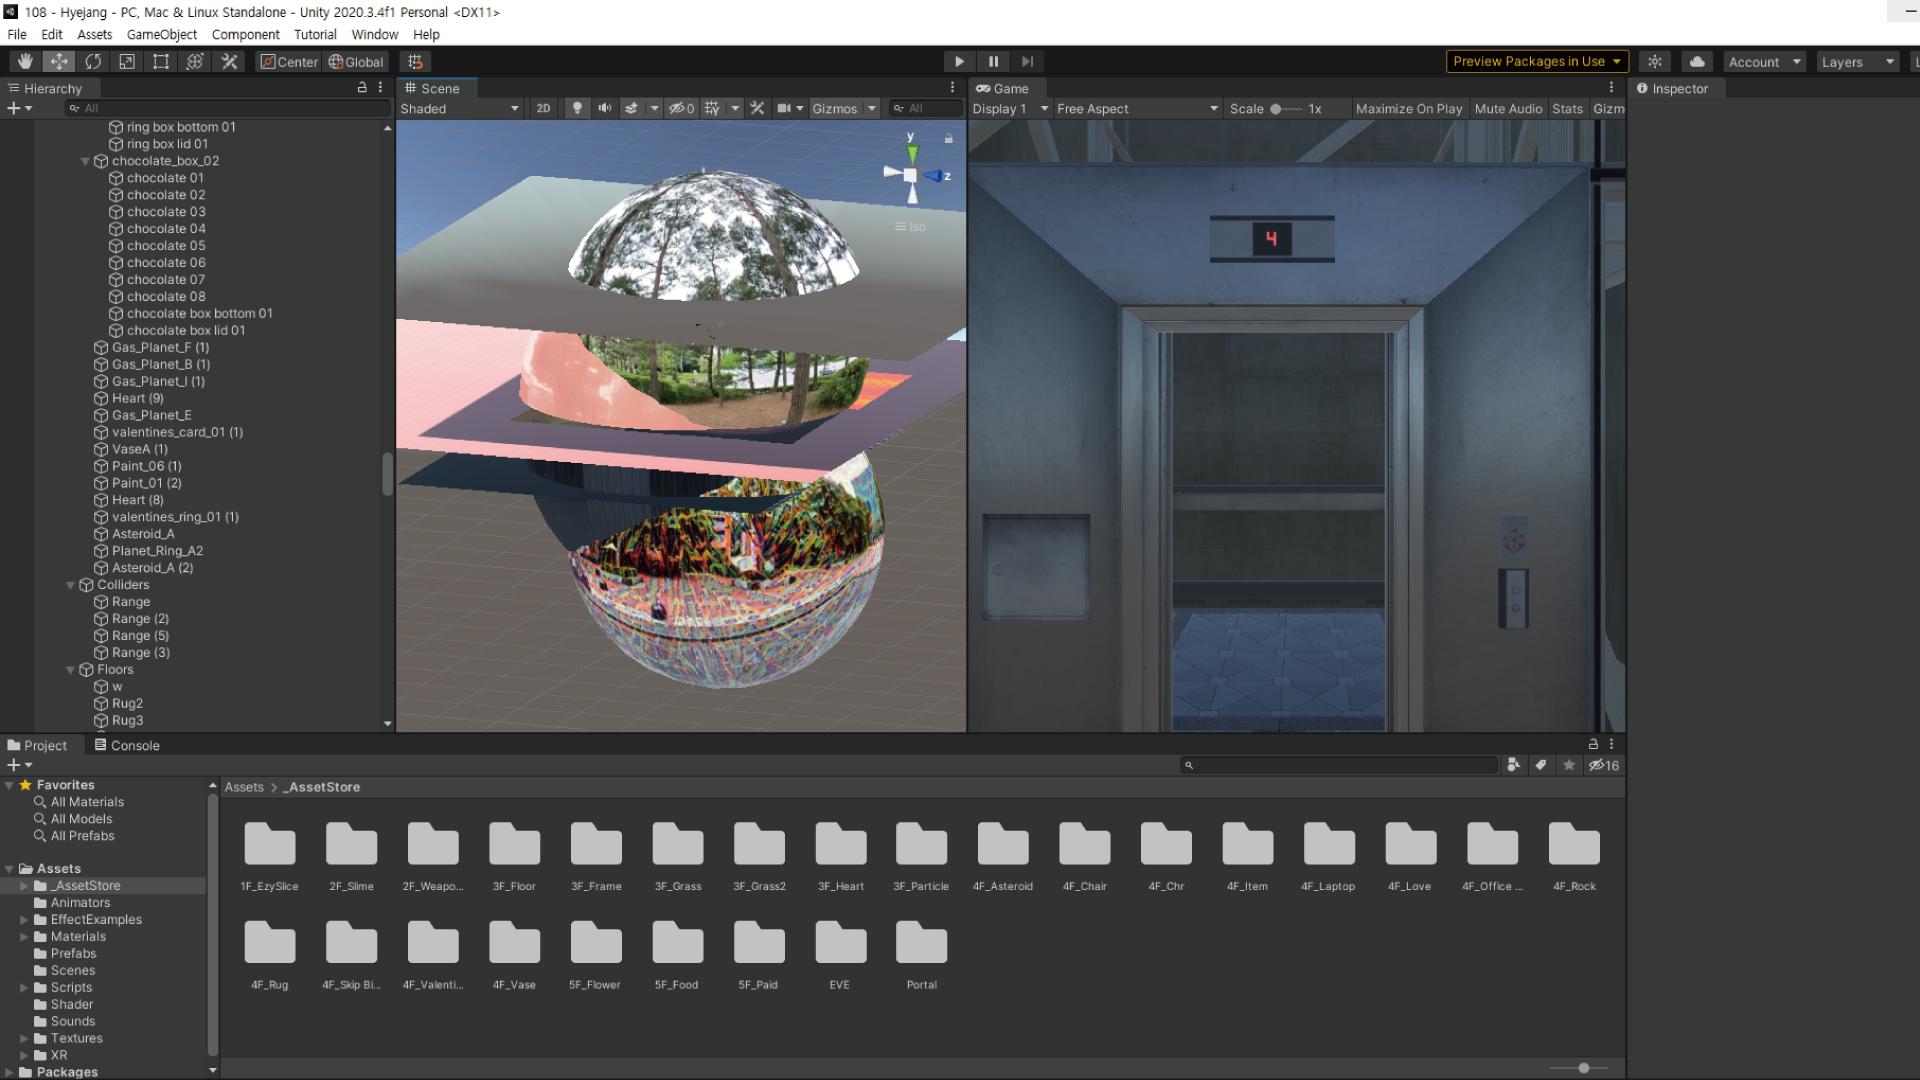 108 - Hyejang - PC, Mac & Linux Standalone - Unity 2020.3.4f1 Personal <DX11>
File Edit Assets GameObject Component Tutorial Window Help
Center Global
Preview Packages in Use
Account
Layers
Hierarchy
All
ring box bottom 01
ring box lid 01
chocolate_box_02
chocolate 01
chocolate 02
chocolate 03
chocolate 04
chocolate 05
chocolate 06
chocolate 07
chocolate 08
chocolate box bottom 01
chocolate box lid 01
Gas_Planet_F (1)
Gas_Planet_B (1)
Gas_Planet_I (1)
Heart (9)
Gas_Planet_E
valentines_card_01 (1)
VaseA (1)
Paint_06 (1)
Paint_01 (2)
Heart (8)
valentines_ring_01 (1)
Asteroid_A
Planet_Ring_A2
Asteroid_A (2)
Colliders
Range
Range (2)
Range (5)
Range (3)
Floors
w
Rug2
Rug3
Scene
Shaded
2D
0
Gizmos
All
y
z
Iso
Game
Display 1
Free Aspect
Scale
1x
Maximize On Play
Mute Audio
Stats
Gizm
4
Inspector
Project
Console
16
Favorites
All Materials
All Models
All Prefabs
Assets
_AssetStore
Animators
EffectExamples
Materials
Prefabs
Scenes
Scripts
Shader
Sounds
Textures
XR
Packages
Assets > _AssetStore
1F_EzySlice 2F_Slime 2F_Weapo... 3F_Floor 3F_Frame 3F_Grass 3F_Grass2 3F_Heart 3F_Particle 4F_Asteroid 4F_Chair 4F_Chr 4F_Item 4F_Laptop 4F_Love 4F_Office ... 4F_Rock
4F_Rug 4F_Skip Bi... 4F_Valenti... 4F_Vase 5F_Flower 5F_Food 5F_Paid EVE Portal